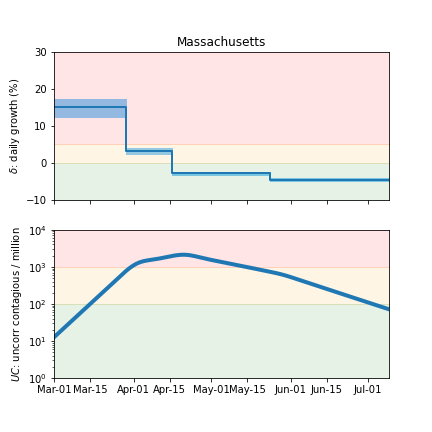 Massachusetts
30
20
10
0
−10
δ: daily growth (%)
10⁴
10³
10²
10¹
10⁰
UC: uncorr contagious / million
Mar-01 Mar-15 Apr-01 Apr-15 May-01 May-15 Jun-01 Jun-15 Jul-01